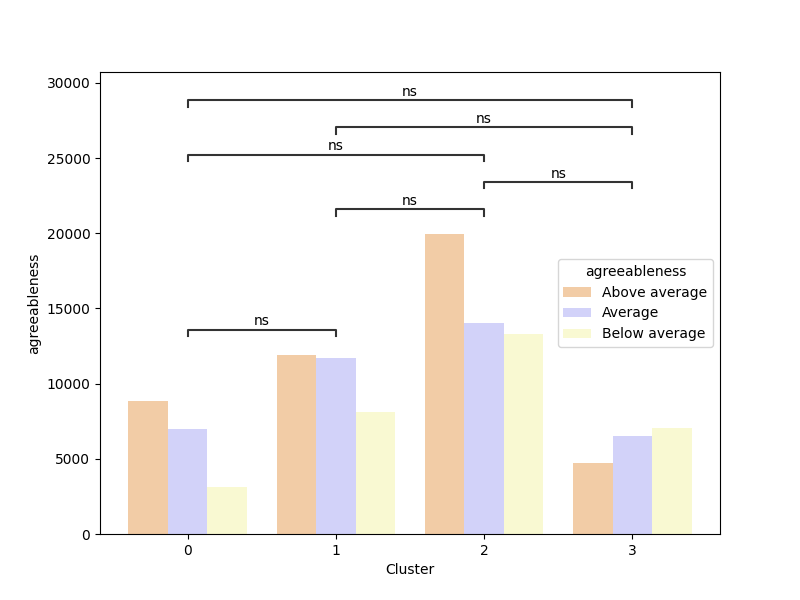 30000
25000
20000
15000
10000
5000
0
agreeableness
ns
ns
ns
ns
ns
ns
agreeableness
Above average
Average
Below average
0 1 2 3
Cluster